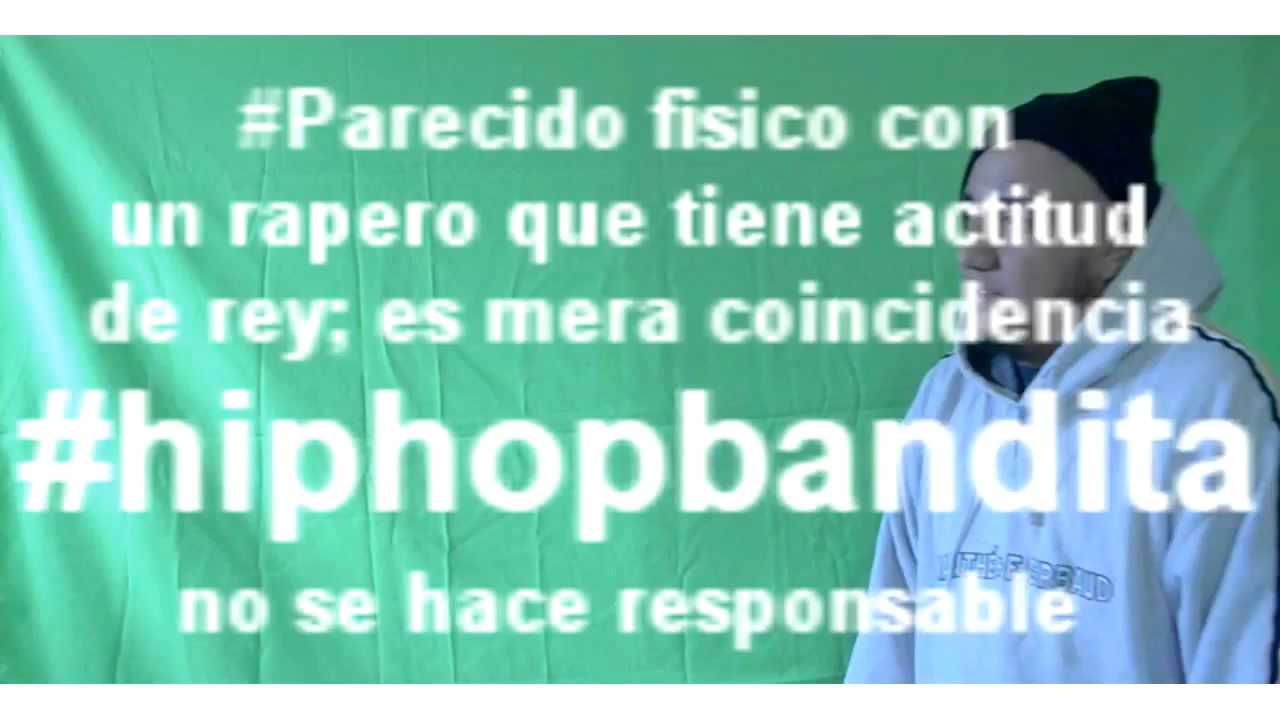 #Parecido fisico con
un rapero que tiene actitud
de rey; es mera coincidencia
#hiphopbandita
no se hace responsable